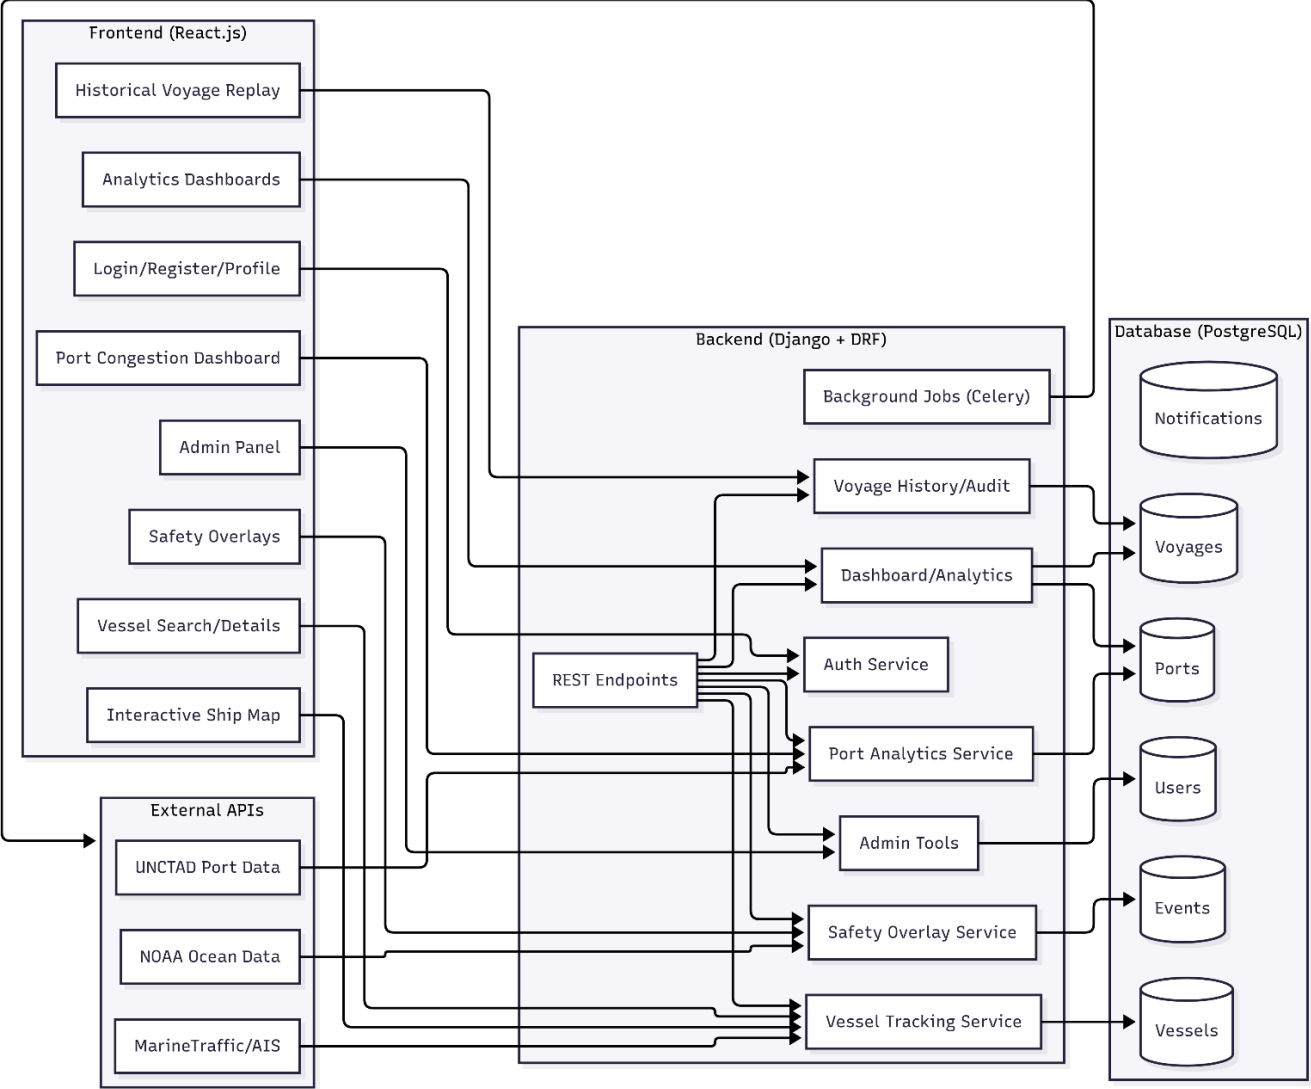 Frontend (React.js)
Historical Voyage Replay
Analytics Dashboards
Login/Register/Profile
Port Congestion Dashboard
Admin Panel
Safety Overlays
Vessel Search/Details
Interactive Ship Map
External APIs
UNCTAD Port Data
NOAA Ocean Data
MarineTraffic/AIS
Backend (Django + DRF)
Background Jobs (Celery)
Voyage History/Audit
Dashboard/Analytics
Auth Service
REST Endpoints
Port Analytics Service
Admin Tools
Safety Overlay Service
Vessel Tracking Service
Database (PostgreSQL)
Notifications
Voyages
Ports
Users
Events
Vessels